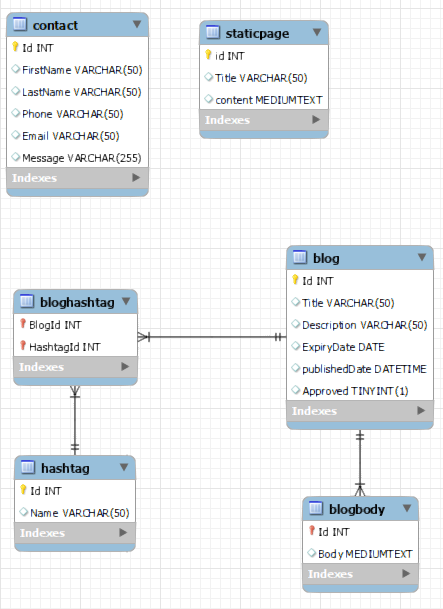 contact
Id INT
FirstName VARCHAR(50)
LastName VARCHAR(50)
Phone VARCHAR(50)
Email VARCHAR(50)
Message VARCHAR(255)
Indexes
staticpage
id INT
Title VARCHAR(50)
content MEDIUMTEXT
Indexes
bloghashtag
BlogId INT
HashtagId INT
Indexes
blog
Id INT
Title VARCHAR(50)
Description VARCHAR(50)
ExpiryDate DATE
publishedDate DATETIME
Approved TINYINT(1)
Indexes
hashtag
Id INT
Name VARCHAR(50)
Indexes
blogbody
Id INT
Body MEDIUMTEXT
Indexes